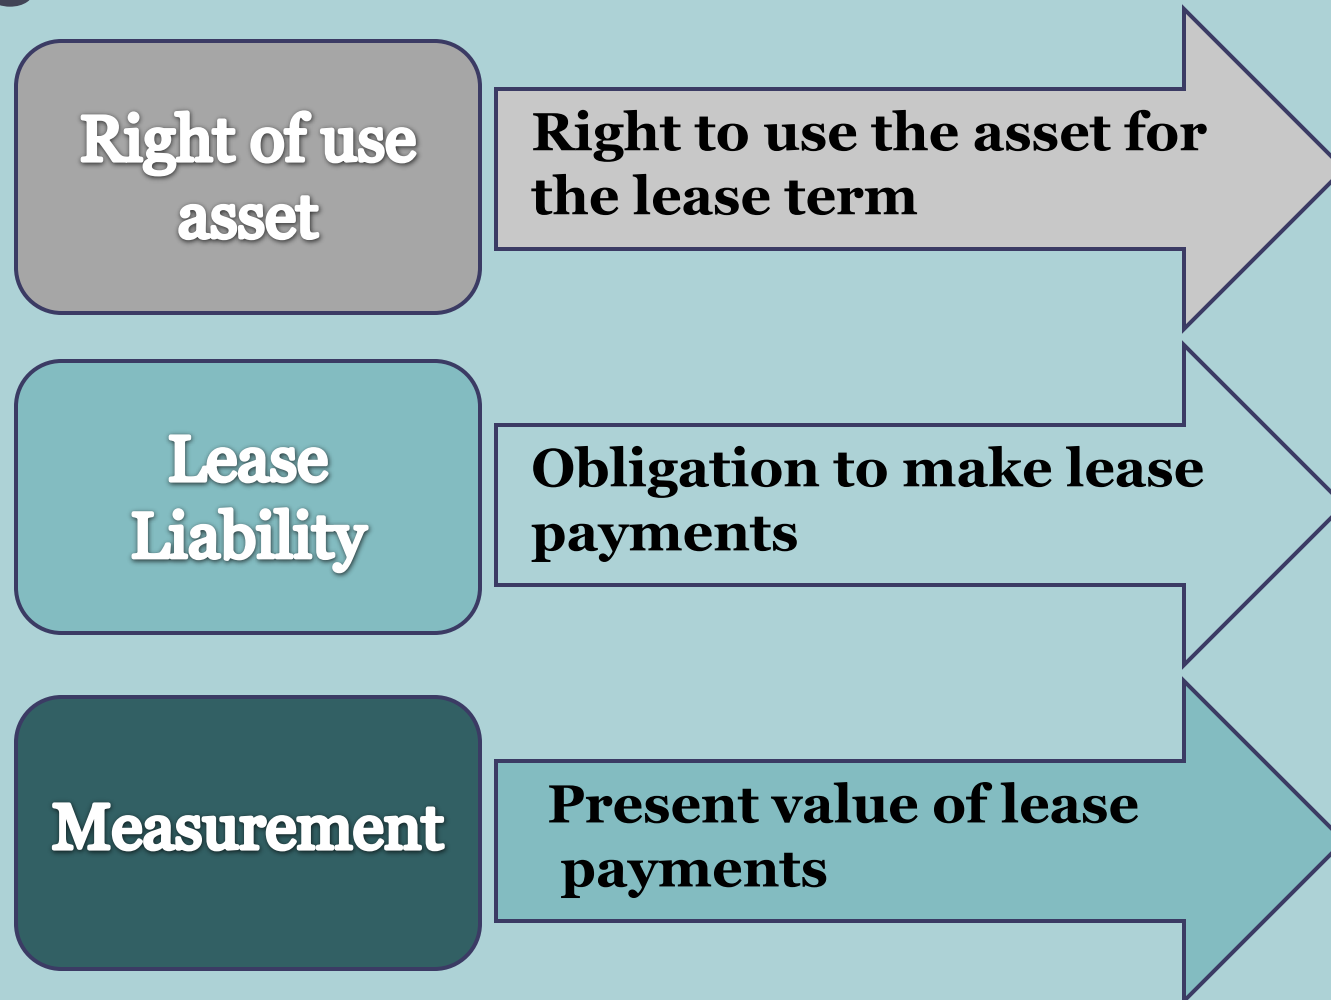 Right of use
asset
Right to use the asset for
the lease term
Lease
Liability
Obligation to make lease
payments
Measurement
Present value of lease
payments